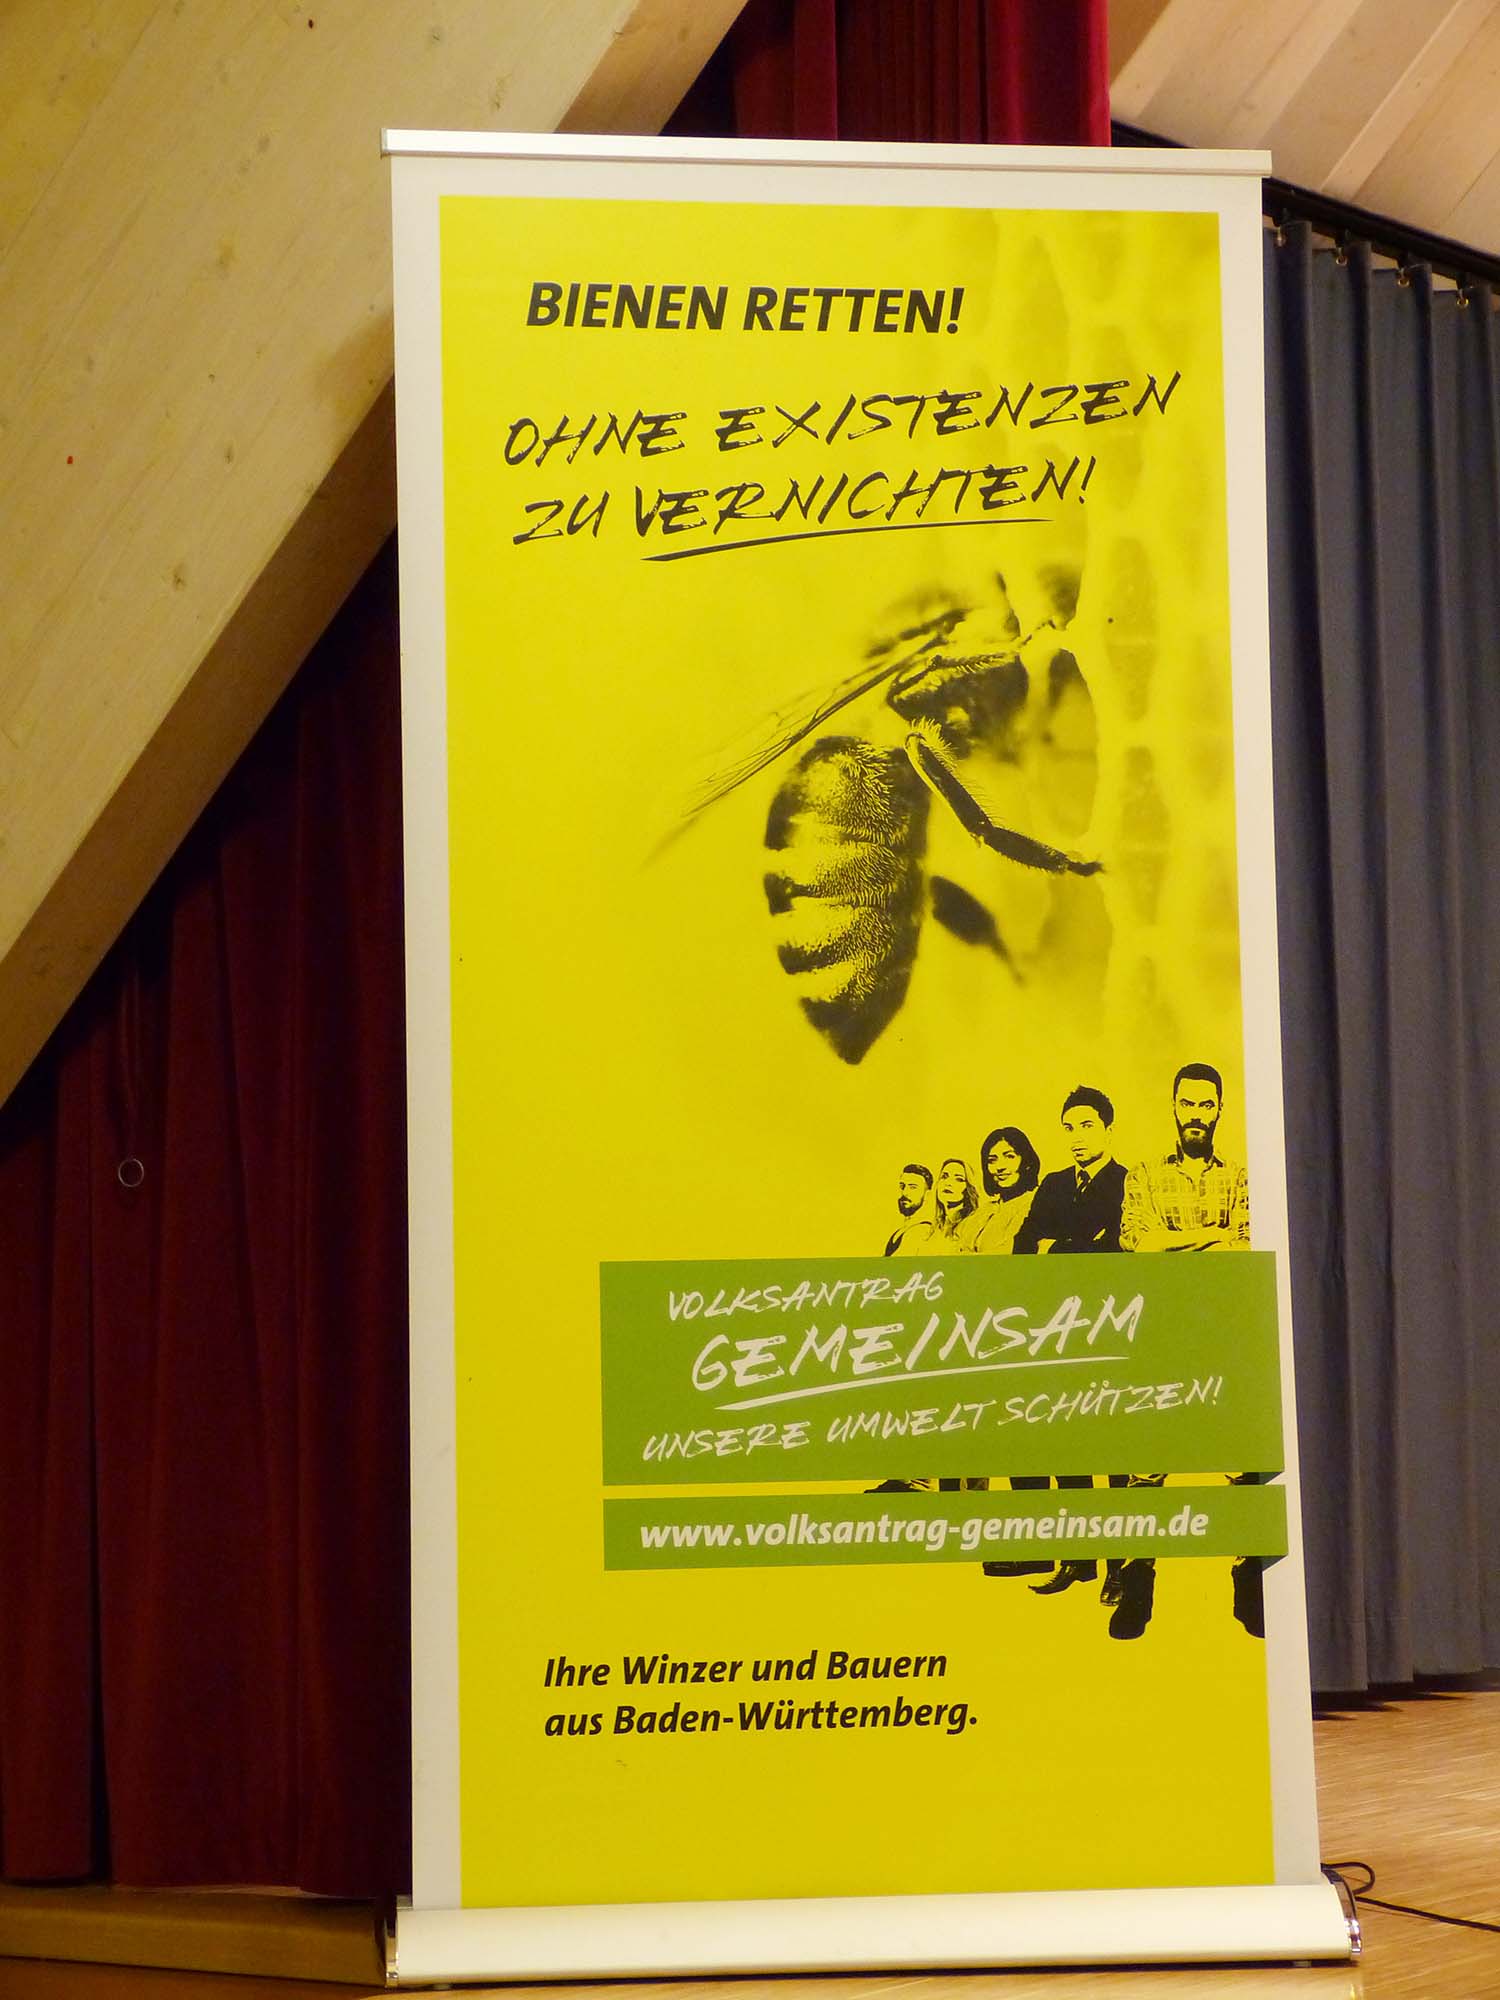 BIENEN RETTEN!
OHNE EXISTENZEN
ZU VERNICHTEN!
VOLKSANTRAG
GEMEINSAM
UNSERE UMWELT SCHÜTZEN!
www.volksantrag-gemeinsam.de
Ihre Winzer und Bauern
aus Baden-Württemberg.